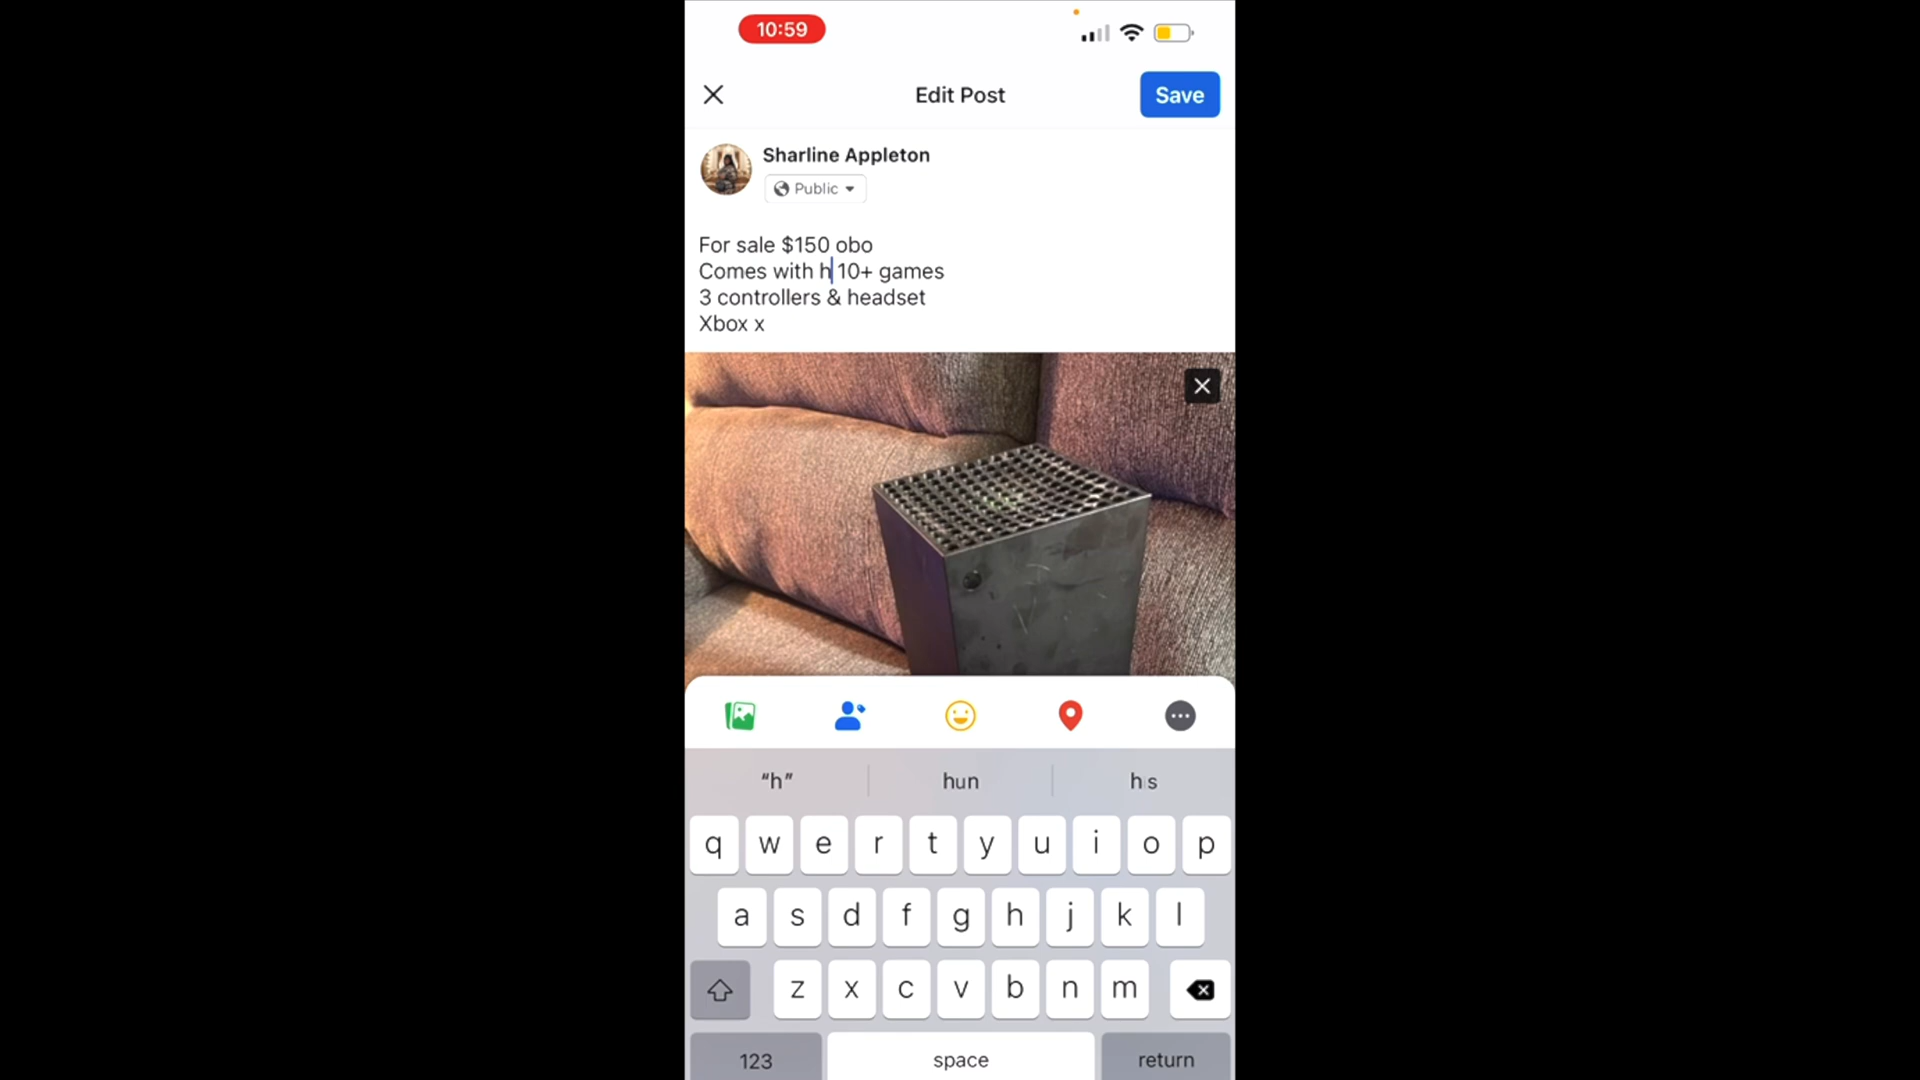 10:59
Edit Post
Save
Sharline Appleton
Public
For sale $150 obo
Comes with h 10+ games
3 controllers & headset
Xbox x
“h” hun his
q w e r t y u i o p
a s d f g h j k l
z x c v b n m
123 space return